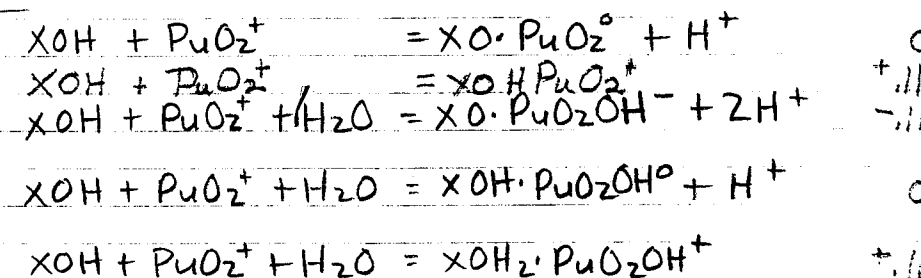 XOH + PuO₂⁺ = XO·PuO₂° + H⁺
XOH + PuO₂⁺ = XOHPuO₂⁺
XOH + PuO₂⁺ + H₂O = XO·PuO₂OH⁻ + 2H⁺
XOH + PuO₂⁺ + H₂O = XOH·PuO₂OH° + H⁺
XOH + PuO₂⁺ + H₂O = XOH₂·PuO₂OH⁺